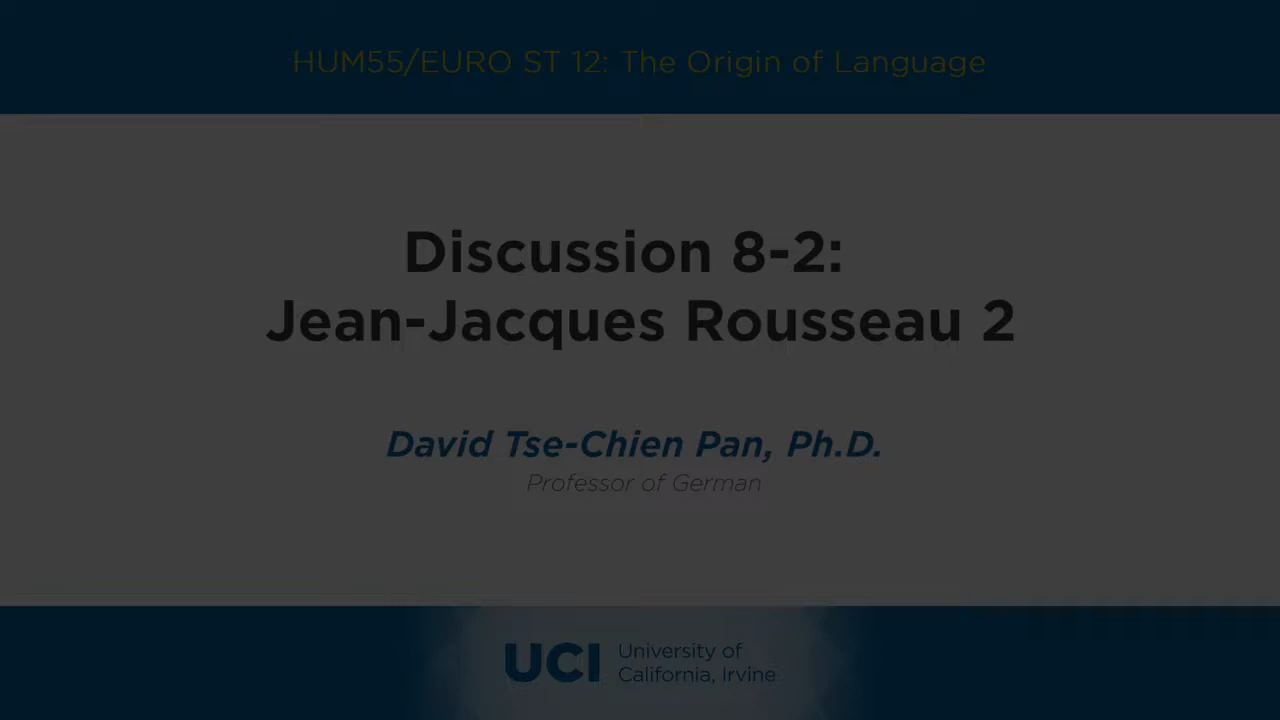 HUM55/EURO ST 12: The Origin of Language
Discussion 8-2:
Jean-Jacques Rousseau 2
David Tse-Chien Pan, Ph.D.
Professor of German
UCI
University of
California, Irvine